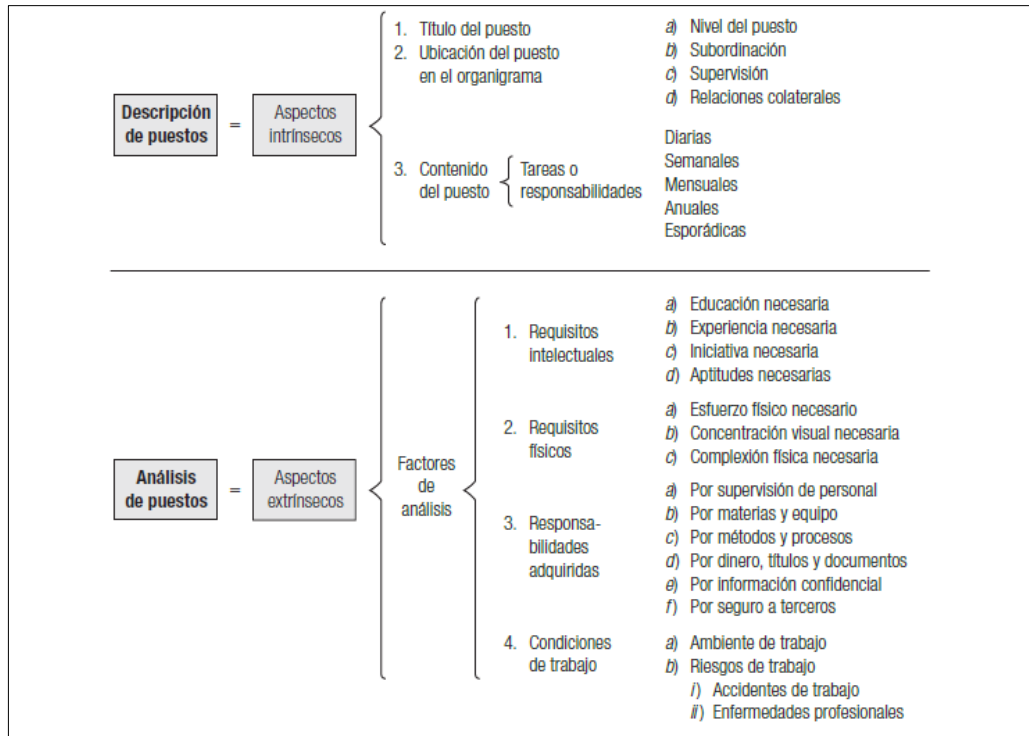 1. Título del puesto
2. Ubicación del puesto
en el organigrama
a) Nivel del puesto
b) Subordinación
c) Supervisión
d) Relaciones colaterales
Descripción
de puestos
=
Aspectos
intrínsecos
3. Contenido
del puesto
Tareas o
responsabilidades
Diarias
Semanales
Mensuales
Anuales
Esporádicas
Análisis
de puestos
=
Aspectos
extrínsecos
Factores
de
análisis
1. Requisitos
intelectuales
a) Educación necesaria
b) Experiencia necesaria
c) Iniciativa necesaria
d) Aptitudes necesarias
2. Requisitos
físicos
a) Esfuerzo físico necesario
b) Concentración visual necesaria
c) Complexión física necesaria
3. Responsa-
bilidades
adquiridas
a) Por supervisión de personal
b) Por materias y equipo
c) Por métodos y procesos
d) Por dinero, títulos y documentos
e) Por información confidencial
f) Por seguro a terceros
4. Condiciones
de trabajo
a) Ambiente de trabajo
b) Riesgos de trabajo
i) Accidentes de trabajo
ii) Enfermedades profesionales